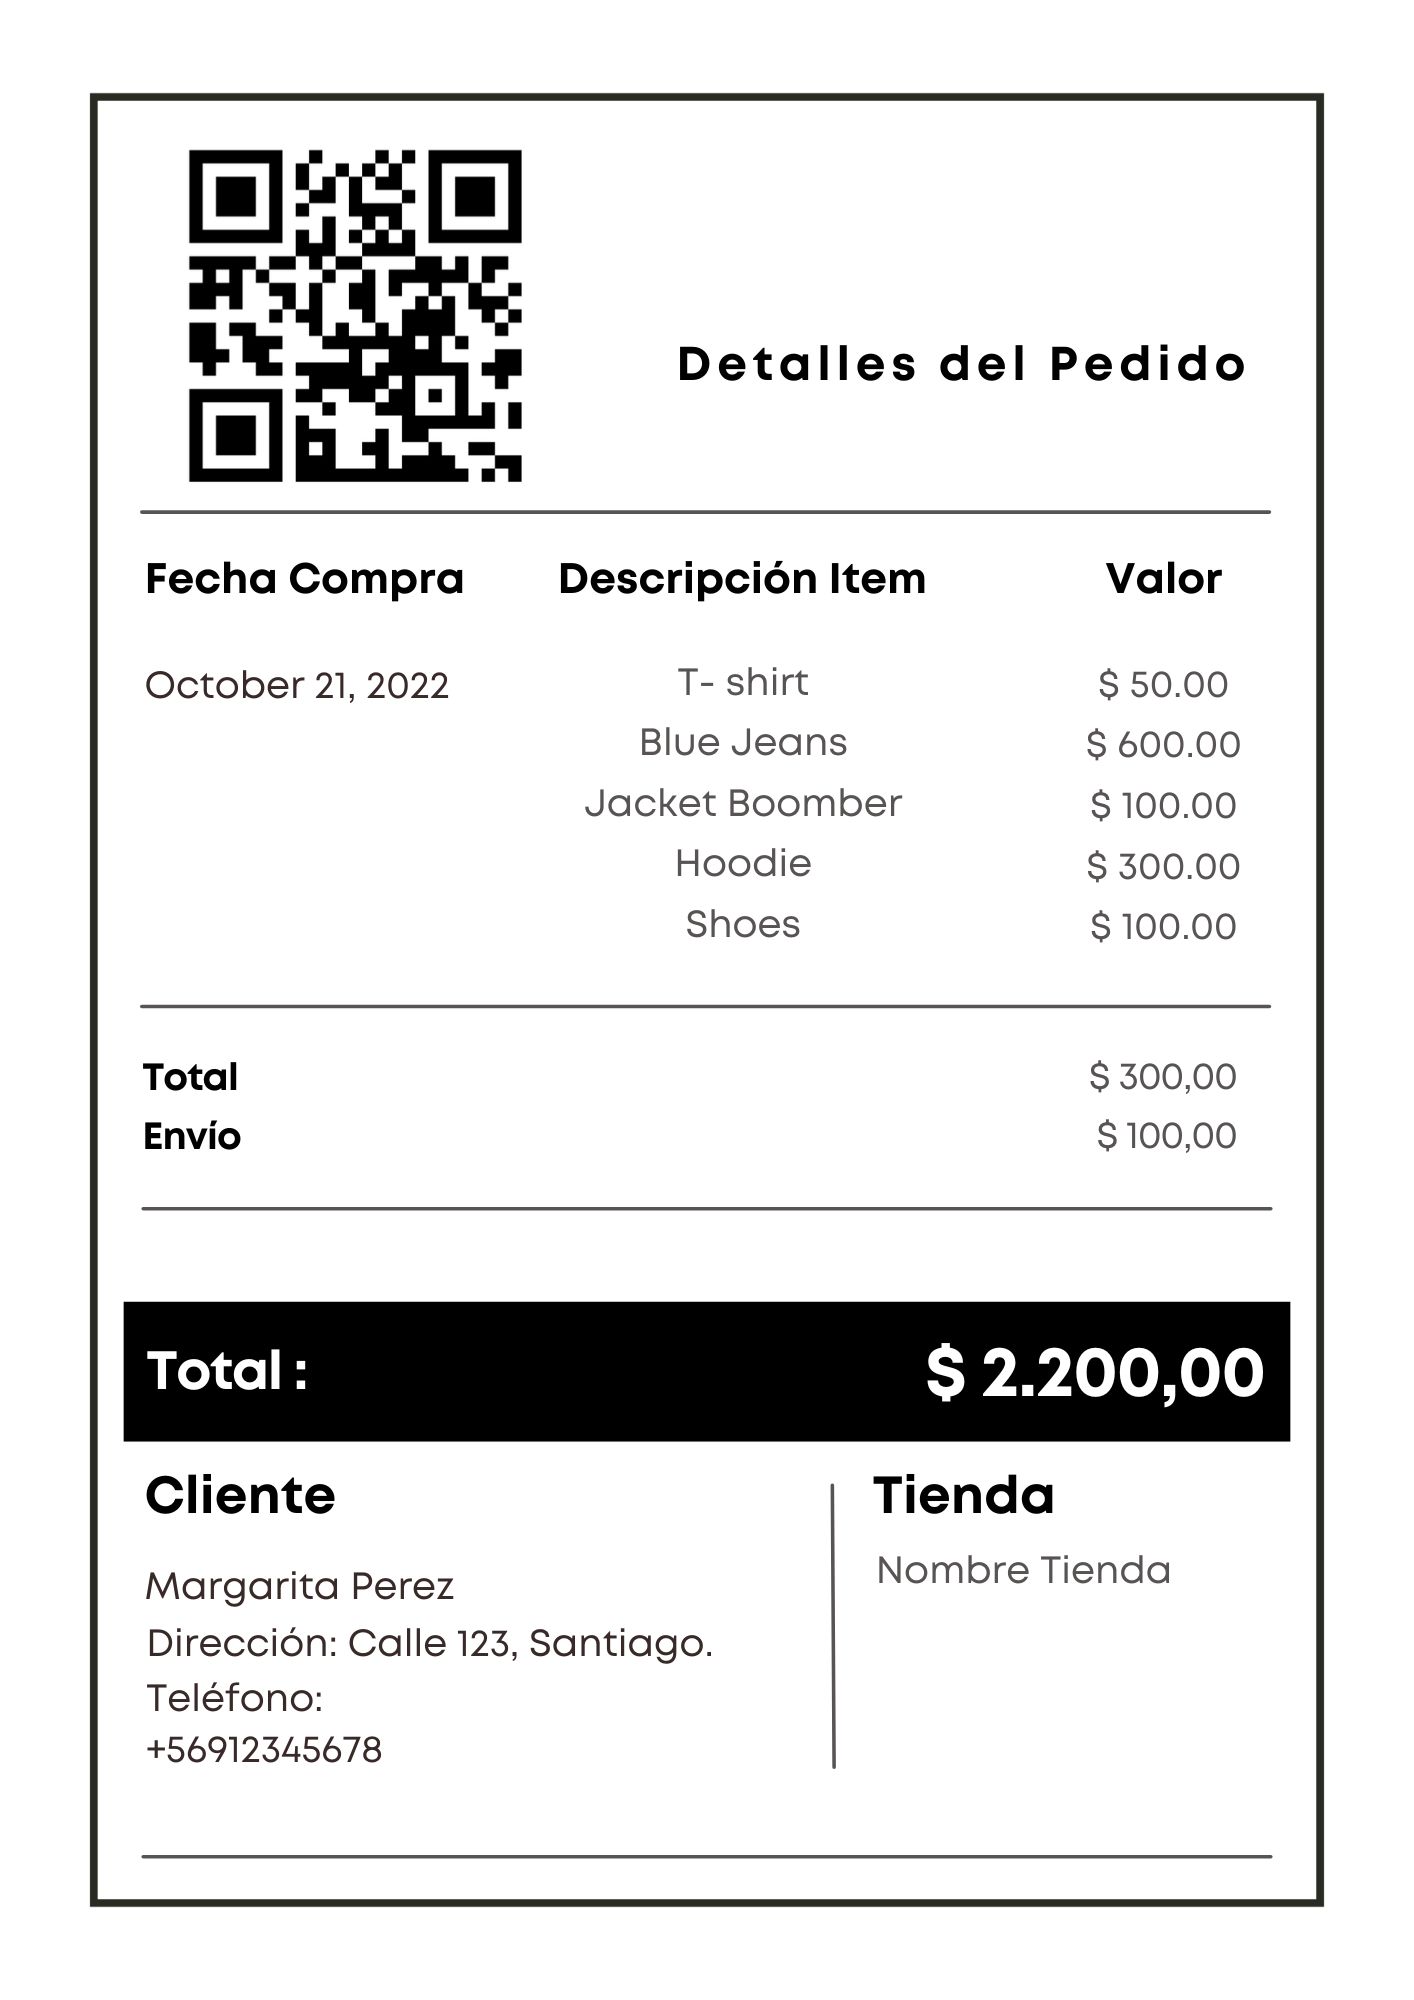 Detalles del Pedido
Fecha Compra Descripción Item Valor
October 21, 2022 T- shirt $ 50.00
Blue Jeans $ 600.00
Jacket Boomber $ 100.00
Hoodie $ 300.00
Shoes $ 100.00
Total $ 300,00
Envío $ 100,00
Total : $ 2.200,00
Cliente
Margarita Perez
Dirección: Calle 123, Santiago.
Teléfono:
+56912345678
Tienda
Nombre Tienda